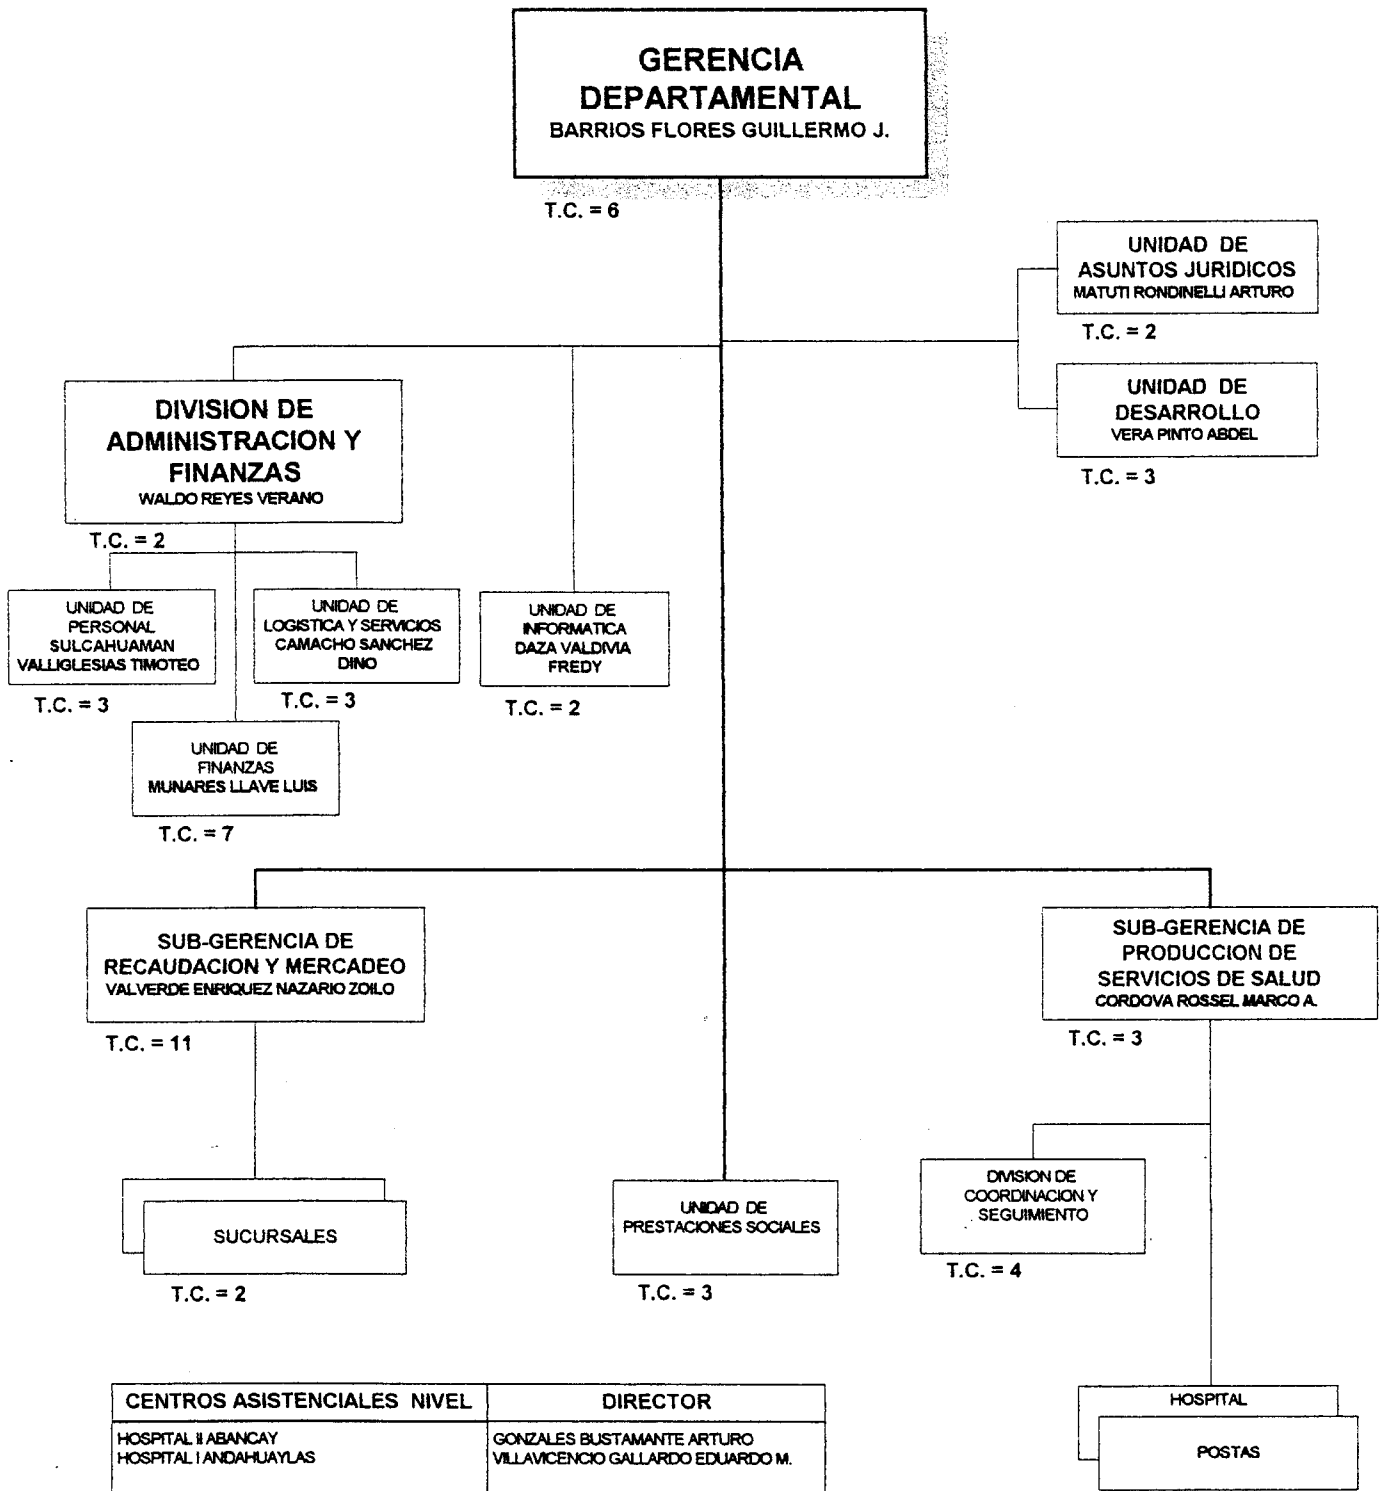 GERENCIA
DEPARTAMENTAL
BARRIOS FLORES GUILLERMO J.
T.C. = 6
UNIDAD DE
ASUNTOS JURIDICOS
MATUTI RONDINELLI ARTURO
T.C. = 2
UNIDAD DE
DESARROLLO
VERA PINTO ABDEL
T.C. = 3
DIVISION DE
ADMINISTRACION Y
FINANZAS
WALDO REYES VERANO
T.C. = 2
UNIDAD DE
PERSONAL
SULCAHUAMAN
VALLIGLESIAS TIMOTEO
T.C. = 3
UNIDAD DE
LOGISTICA Y SERVICIOS
CAMACHO SANCHEZ
DINO
T.C. = 3
UNIDAD DE
INFORMATICA
DAZA VALDIVIA
FREDY
T.C. = 2
UNIDAD DE
FINANZAS
MUNARES LLAVE LUIS
T.C. = 7
SUB-GERENCIA DE
RECAUDACION Y MERCADEO
VALVERDE ENRIQUEZ NAZARIO ZOILO
T.C. = 11
SUB-GERENCIA DE
PRODUCCION DE
SERVICIOS DE SALUD
CORDOVA ROSSEL MARCO A.
T.C. = 3
SUCURSALES
T.C. = 2
UNIDAD DE
PRESTACIONES SOCIALES
T.C. = 3
DIVISION DE
COORDINACION Y
SEGUIMIENTO
T.C. = 4
HOSPITAL
POSTAS
CENTROS ASISTENCIALES NIVEL DIRECTOR
HOSPITAL II ABANCAY GONZALES BUSTAMANTE ARTURO
HOSPITAL I ANDAHUAYLAS VILLAVICENCIO GALLARDO EDUARDO M.